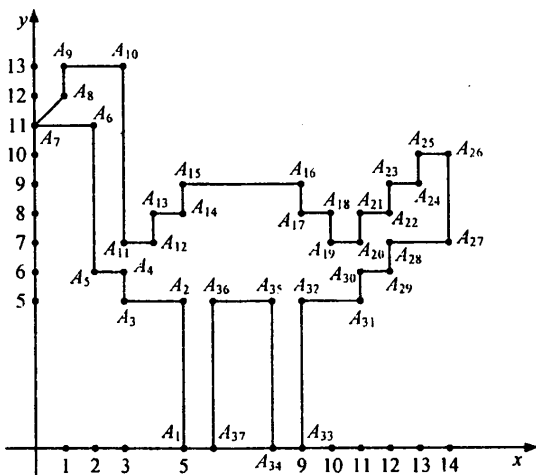 y
A₉ A₁₀
13
A₈
12
A₆ A₂₅ A₂₆
11
A₇
10
A₁₅ A₁₆ A₂₃
9
A₁₃ A₁₄ A₁₇ A₁₈ A₂₁ A₂₂ A₂₄
8
7
A₁₁ A₁₂ A₁₉ A₂₀ A₂₈ A₂₇
6
A₅ A₄ A₂ A₃₆ A₃₅ A₃₂ A₃₀ A₂₉
5
A₃ A₃₁
A₁ A₃₇ A₃₄ A₃₃
x
1 2 3 5 9 10 11 12 13 14